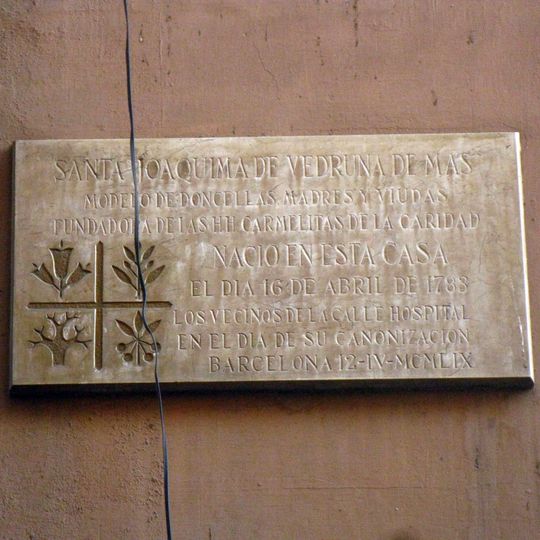 SANTA JOAQUIMA DE VEDRUNA DE MAS
MODELO DE DONCELLAS, MADRES Y VIUDAS
FUNDADORA DE LAS HH. CARMELITAS DE LA CARIDAD
NACIO EN ESTA CASA
EL DIA 16 DE ABRIL DE 1783
LOS VECINOS DE LA CALLE HOSPITAL
EN EL DIA DE SU CANONIZACION
BARCELONA 12-IV-MCMLIX